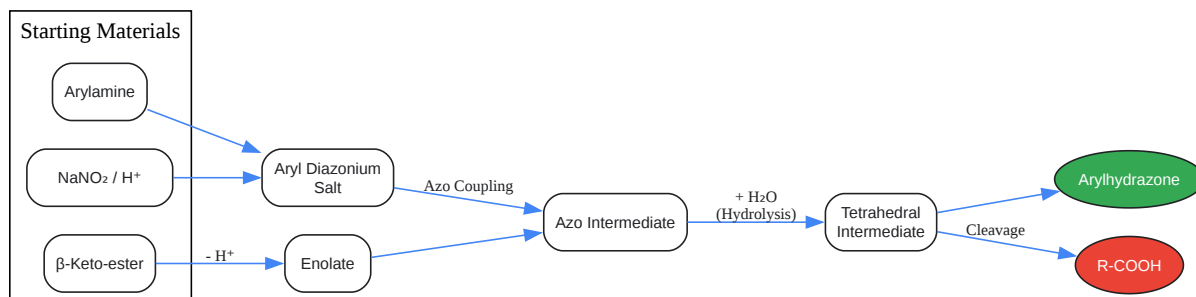 Starting Materials
Arylamine
NaNO₂ / H⁺
β-Keto-ester
- H⁺
Aryl Diazonium
Salt
Enolate
Azo Coupling
Azo Intermediate
+ H₂O
(Hydrolysis)
Tetrahedral
Intermediate
Cleavage
Arylhydrazone
R-COOH